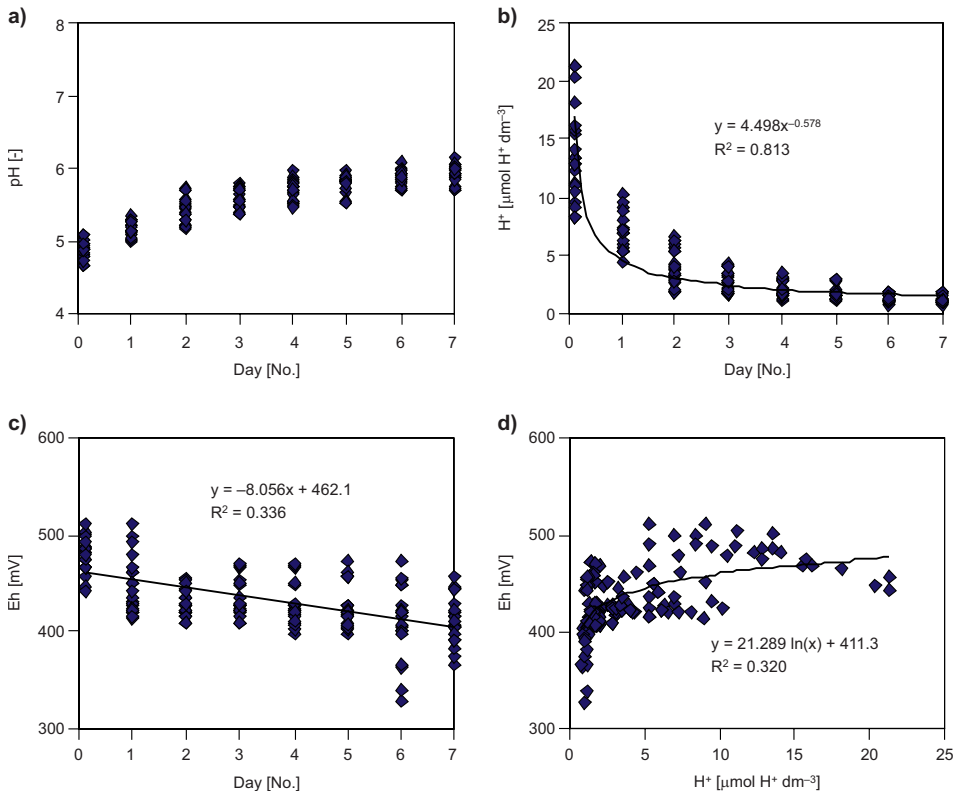 a)
8
7
6
5
4
pH [-]
0 1 2 3 4 5 6 7
Day [No.]
b)
25
20
15
10
5
0
H⁺ [μmol H⁺ dm⁻³]
y = 4.498x⁻⁰·⁵⁷⁸
R² = 0.813
0 1 2 3 4 5 6 7
Day [No.]
c)
600
500
400
300
Eh [mV]
y = –8.056x + 462.1
R² = 0.336
0 1 2 3 4 5 6 7
Day [No.]
d)
600
500
400
300
Eh [mV]
y = 21.289 ln(x) + 411.3
R² = 0.320
0 5 10 15 20 25
H⁺ [μmol H⁺ dm⁻³]